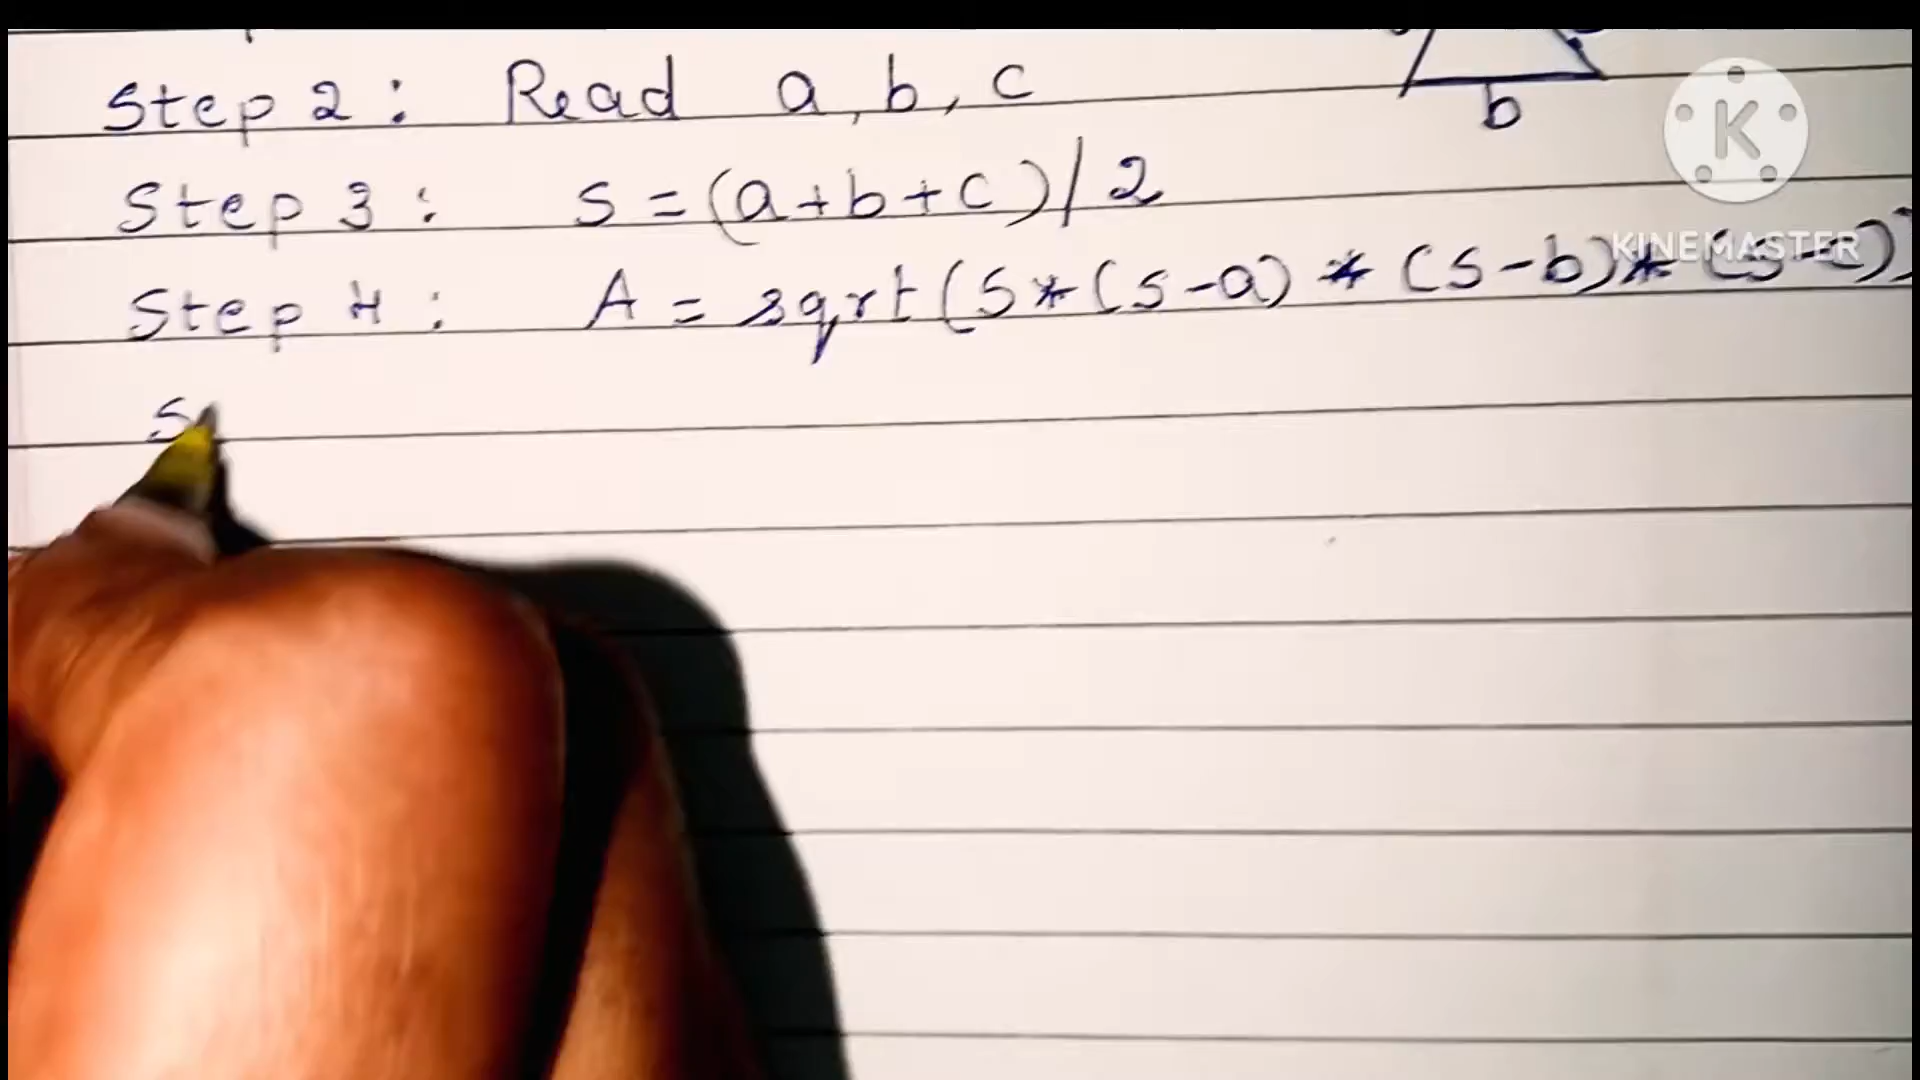 b
Step 2 : Read a, b, c
Step 3 : s = (a+b+c)/2
Step 4 : A = sqrt(s*(s-a) * (s-b)* (s-c))
S
K
KINEMASTER